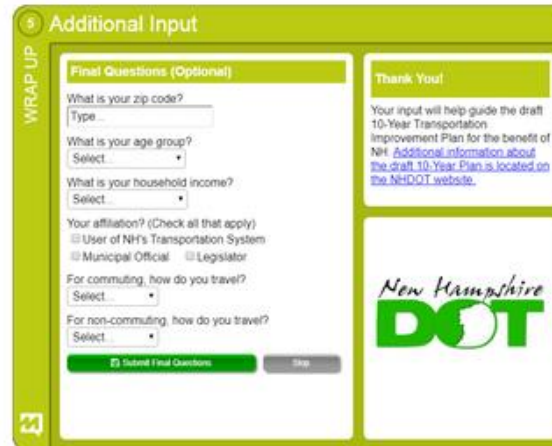 5 Additional Input
WRAP UP
Final Questions (Optional)
What is your zip code?
Type...
What is your age group?
Select...
What is your household income?
Select...
Your affiliation? (Check all that apply)
User of NH's Transportation System
Municipal Official Legislator
For commuting, how do you travel?
Select...
For non-commuting, how do you travel?
Select...
Submit Final Questions Skip
Thank You!
Your input will help guide the draft
10-Year Transportation
Improvement Plan for the benefit of
NH. Additional information about
the draft 10-Year Plan is located on
the NHDOT website.
New Hampshire
DOT